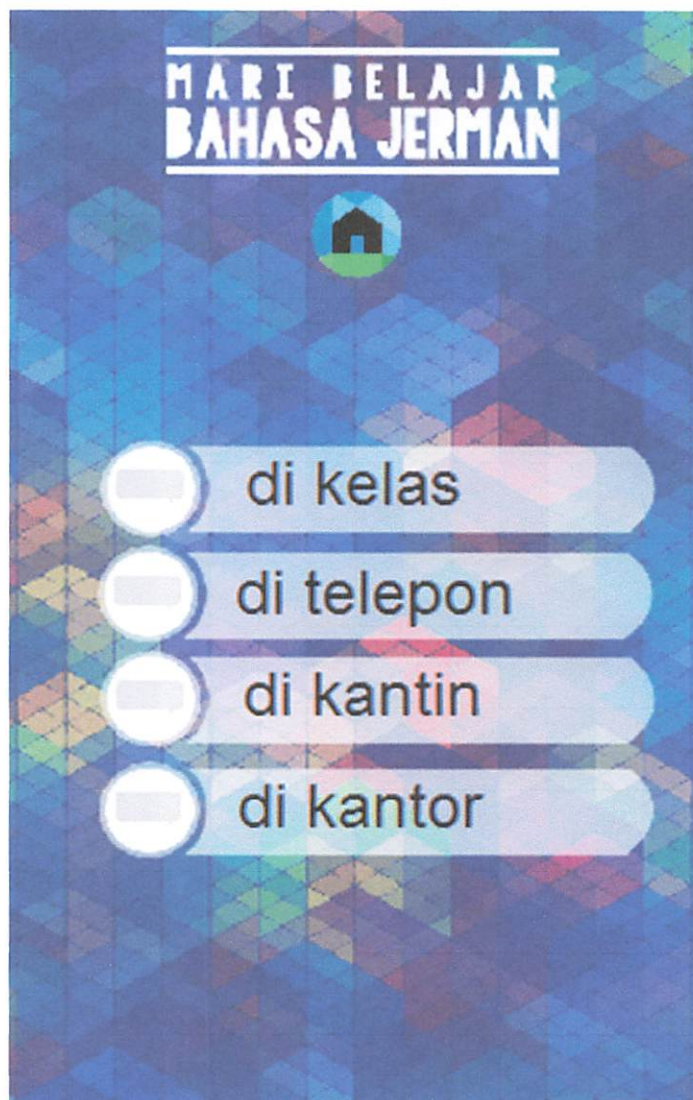 MARI BELAJAR
BAHASA JERMAN
di kelas
di telepon
di kantin
di kantor